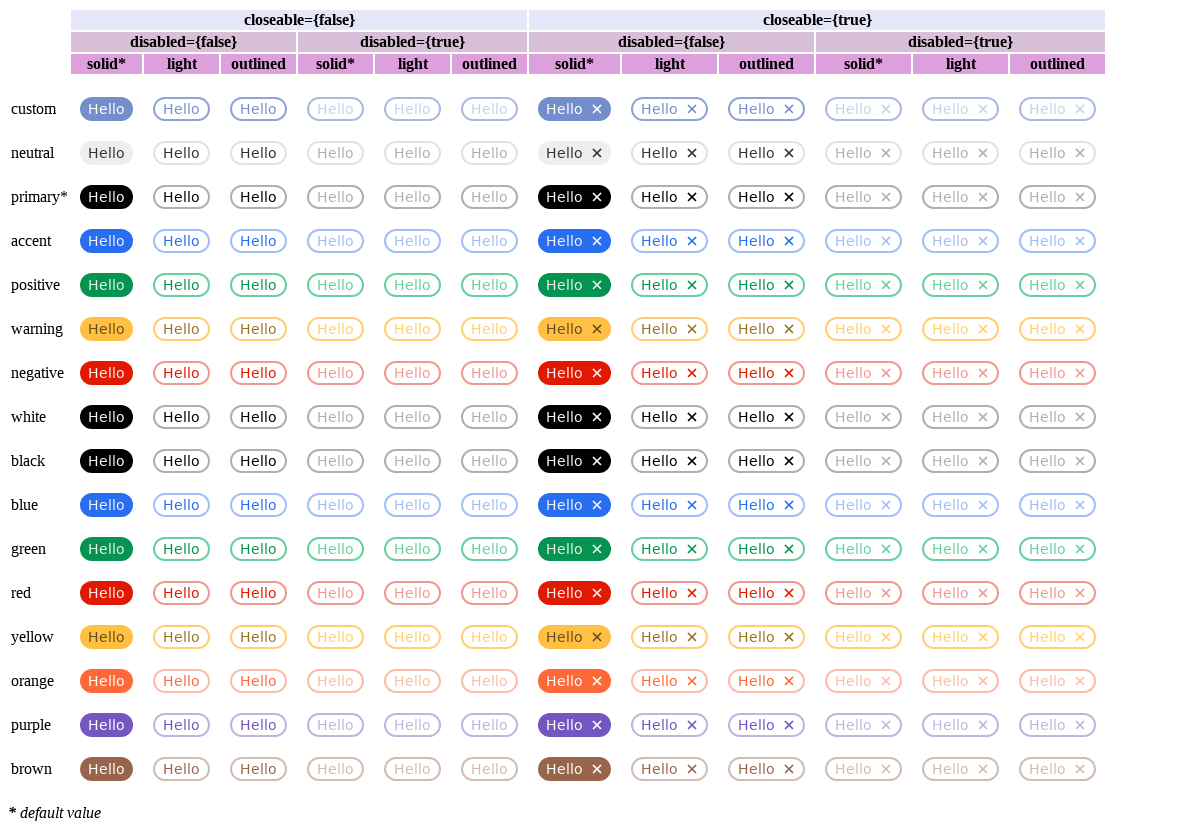 closeable={false} closeable={true}
disabled={false} disabled={true} disabled={false} disabled={true}
solid* light outlined solid* light outlined solid* light outlined solid* light outlined
custom Hello Hello Hello Hello Hello Hello Hello ✕ Hello ✕ Hello ✕ Hello ✕ Hello ✕ Hello ✕
neutral Hello Hello Hello Hello Hello Hello Hello ✕ Hello ✕ Hello ✕ Hello ✕ Hello ✕ Hello ✕
primary* Hello Hello Hello Hello Hello Hello Hello ✕ Hello ✕ Hello ✕ Hello ✕ Hello ✕ Hello ✕
accent Hello Hello Hello Hello Hello Hello Hello ✕ Hello ✕ Hello ✕ Hello ✕ Hello ✕ Hello ✕
positive Hello Hello Hello Hello Hello Hello Hello ✕ Hello ✕ Hello ✕ Hello ✕ Hello ✕ Hello ✕
warning Hello Hello Hello Hello Hello Hello Hello ✕ Hello ✕ Hello ✕ Hello ✕ Hello ✕ Hello ✕
negative Hello Hello Hello Hello Hello Hello Hello ✕ Hello ✕ Hello ✕ Hello ✕ Hello ✕ Hello ✕
white Hello Hello Hello Hello Hello Hello Hello ✕ Hello ✕ Hello ✕ Hello ✕ Hello ✕ Hello ✕
black Hello Hello Hello Hello Hello Hello Hello ✕ Hello ✕ Hello ✕ Hello ✕ Hello ✕ Hello ✕
blue Hello Hello Hello Hello Hello Hello Hello ✕ Hello ✕ Hello ✕ Hello ✕ Hello ✕ Hello ✕
green Hello Hello Hello Hello Hello Hello Hello ✕ Hello ✕ Hello ✕ Hello ✕ Hello ✕ Hello ✕
red Hello Hello Hello Hello Hello Hello Hello ✕ Hello ✕ Hello ✕ Hello ✕ Hello ✕ Hello ✕
yellow Hello Hello Hello Hello Hello Hello Hello ✕ Hello ✕ Hello ✕ Hello ✕ Hello ✕ Hello ✕
orange Hello Hello Hello Hello Hello Hello Hello ✕ Hello ✕ Hello ✕ Hello ✕ Hello ✕ Hello ✕
purple Hello Hello Hello Hello Hello Hello Hello ✕ Hello ✕ Hello ✕ Hello ✕ Hello ✕ Hello ✕
brown Hello Hello Hello Hello Hello Hello Hello ✕ Hello ✕ Hello ✕ Hello ✕ Hello ✕ Hello ✕
* default value